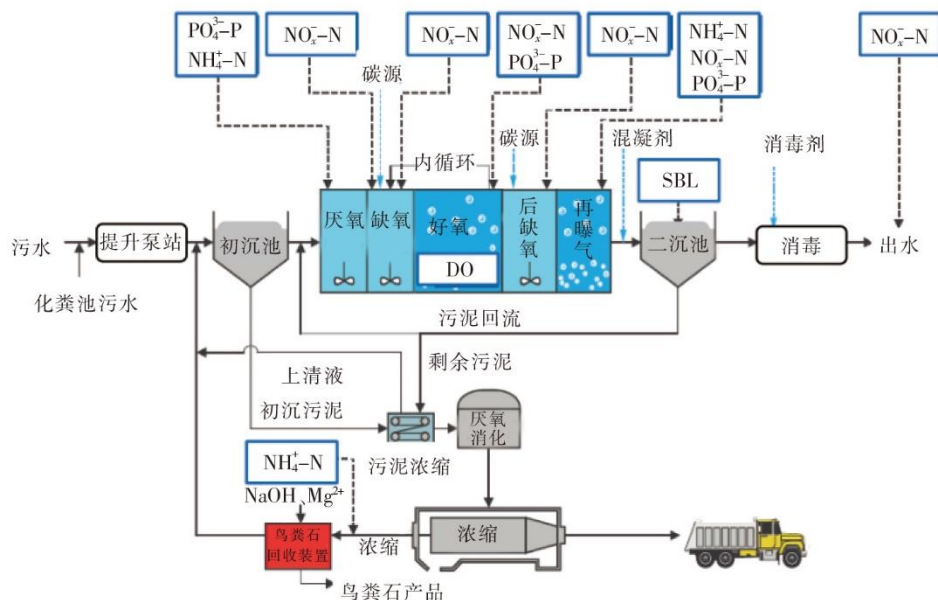 PO₄³⁻–P
NH₄⁺–N
NOₓ⁻–N
NOₓ⁻–N
NOₓ⁻–N
PO₄³⁻–P
NOₓ⁻–N
NH₄⁺–N
NOₓ⁻–N
PO₄³⁻–P
NOₓ⁻–N
碳源
碳源
混凝剂
消毒剂
内循环
SBL
污水
提升泵站
初沉池
厌氧
缺氧
好氧
DO
后缺氧
再曝气
二沉池
消毒
出水
化粪池污水
污泥回流
剩余污泥
上清液
初沉污泥
厌氧
消化
污泥浓缩
NH₄⁺–N
NaOH、Mg²⁺
鸟粪石
回收装置
浓缩
浓缩
鸟粪石产品